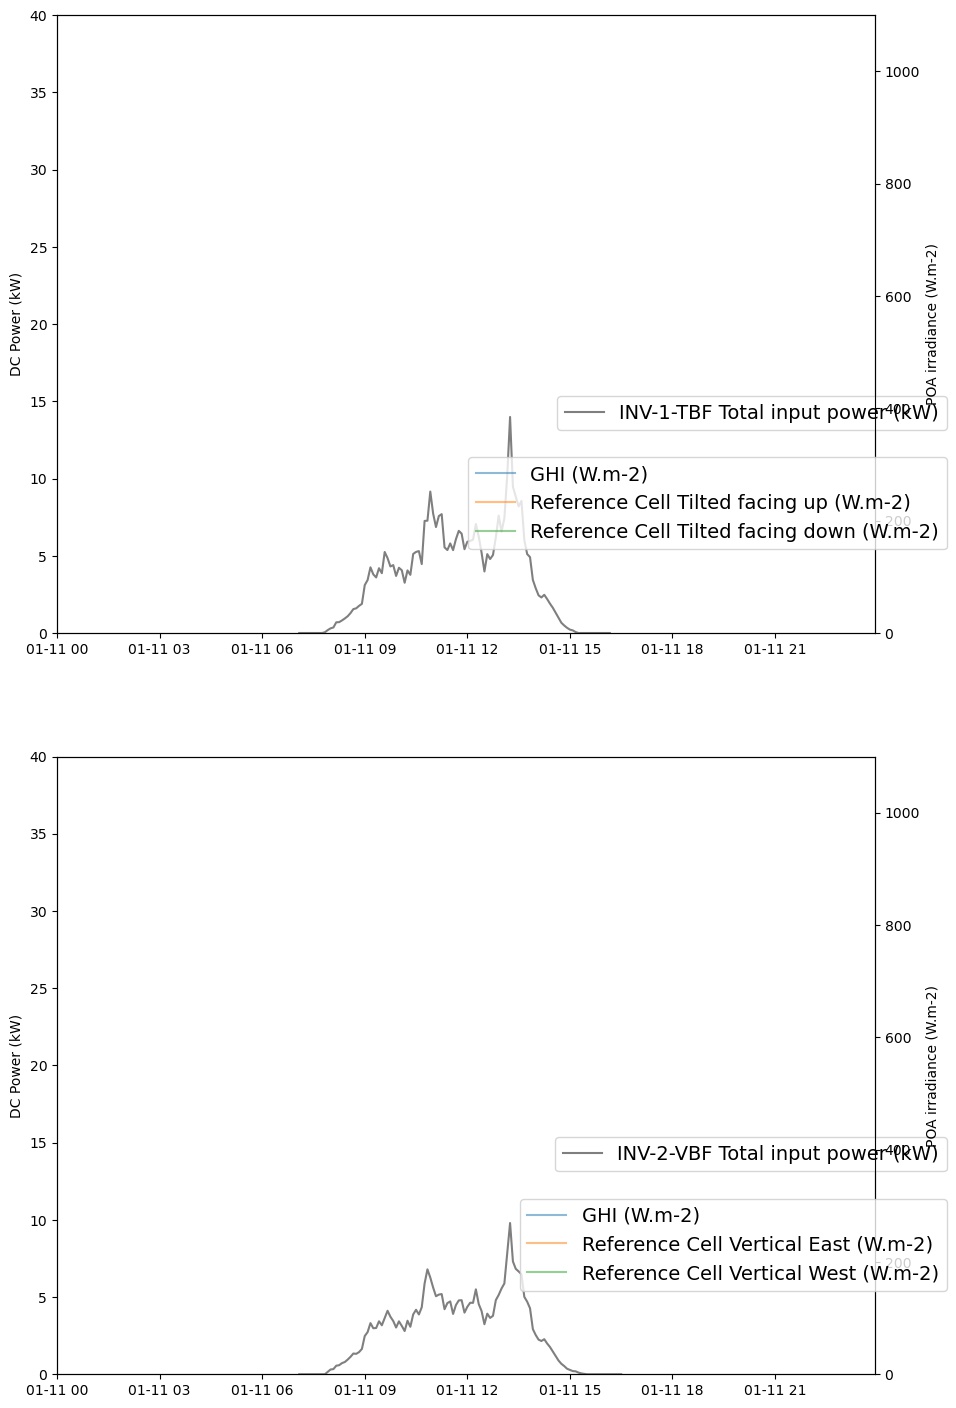 40
35
30
25
20
15
10
5
0
DC Power (kW)
1000
800
600
400
200
0
POA irradiance (W.m-2)
INV-1-TBF Total input power (kW)
GHI (W.m-2)
Reference Cell Tilted facing up (W.m-2)
Reference Cell Tilted facing down (W.m-2)
01-11 00 01-11 03 01-11 06 01-11 09 01-11 12 01-11 15 01-11 18 01-11 21
40
35
30
25
20
15
10
5
0
DC Power (kW)
1000
800
600
400
200
0
POA irradiance (W.m-2)
INV-2-VBF Total input power (kW)
GHI (W.m-2)
Reference Cell Vertical East (W.m-2)
Reference Cell Vertical West (W.m-2)
01-11 00 01-11 03 01-11 06 01-11 09 01-11 12 01-11 15 01-11 18 01-11 21